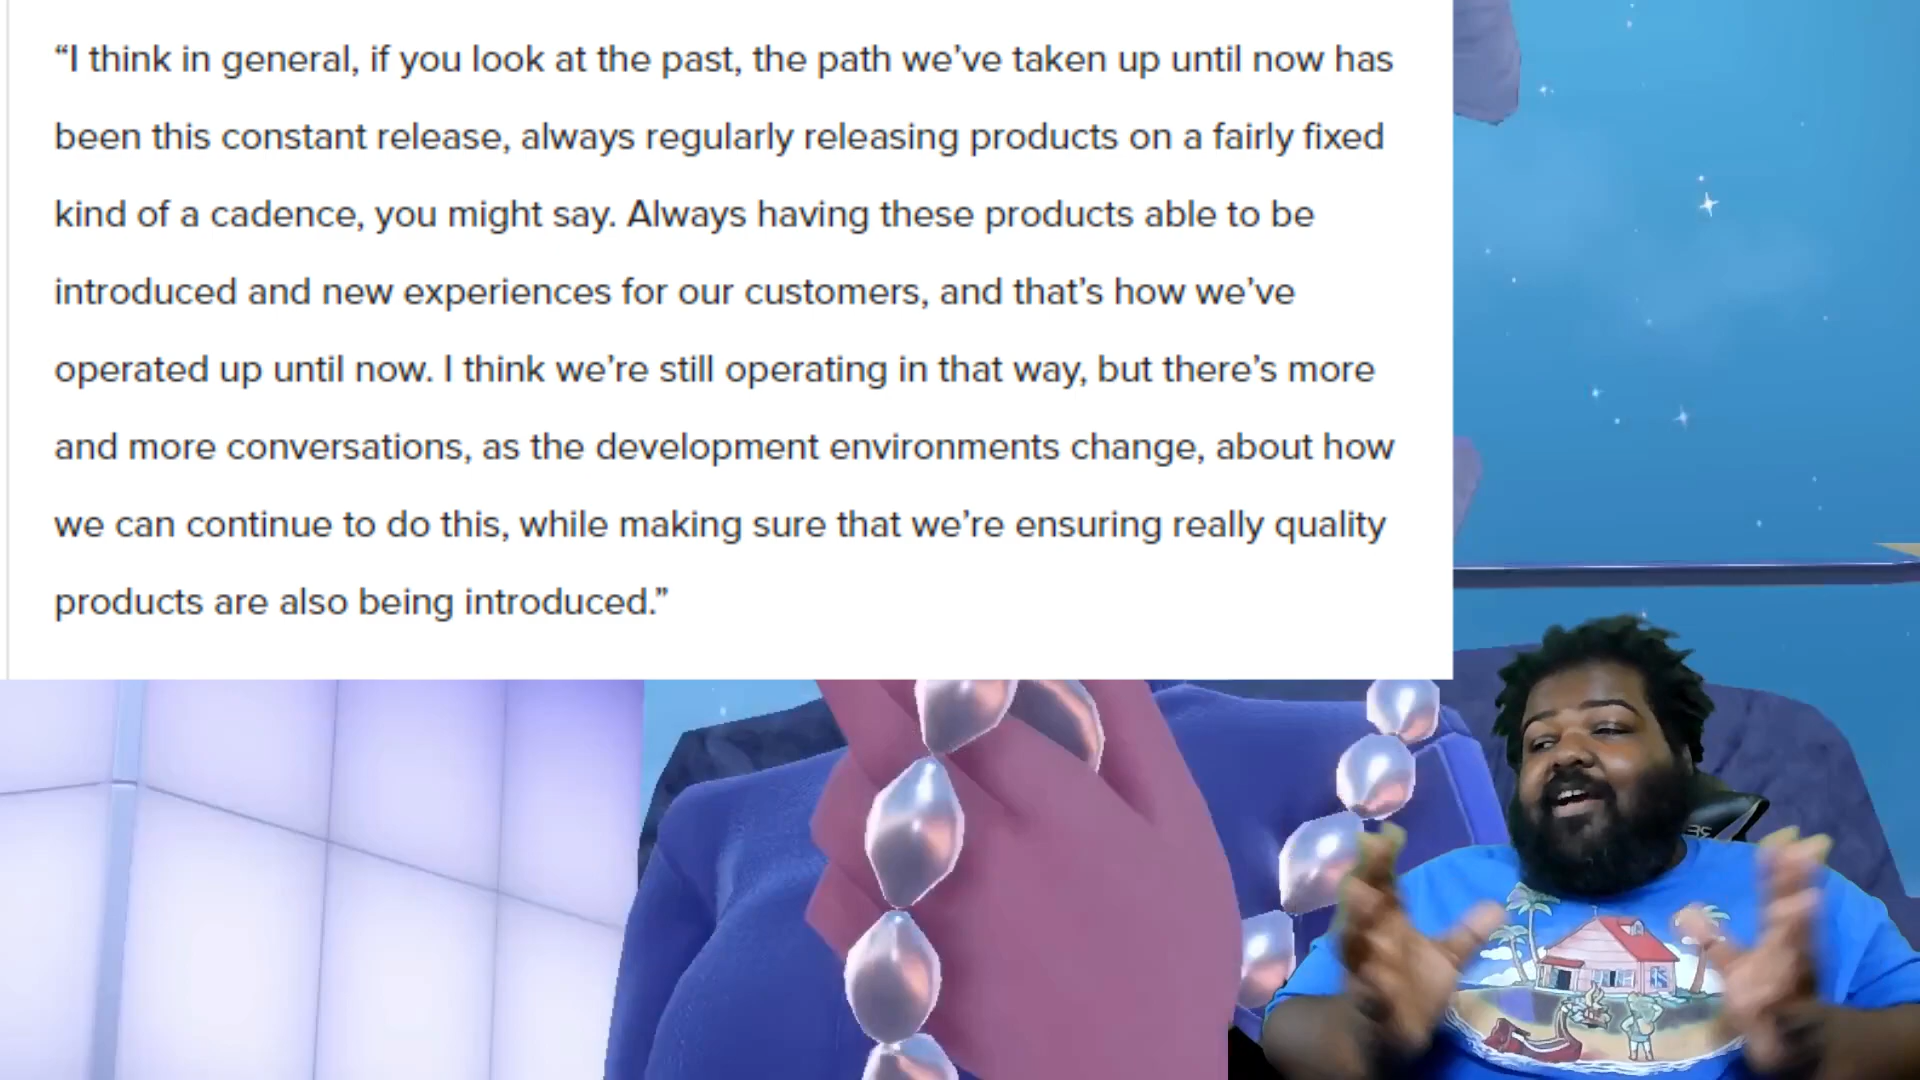 “I think in general, if you look at the past, the path we’ve taken up until now has
been this constant release, always regularly releasing products on a fairly fixed
kind of a cadence, you might say. Always having these products able to be
introduced and new experiences for our customers, and that’s how we’ve
operated up until now. I think we’re still operating in that way, but there’s more
and more conversations, as the development environments change, about how
we can continue to do this, while making sure that we’re ensuring really quality
products are also being introduced.”